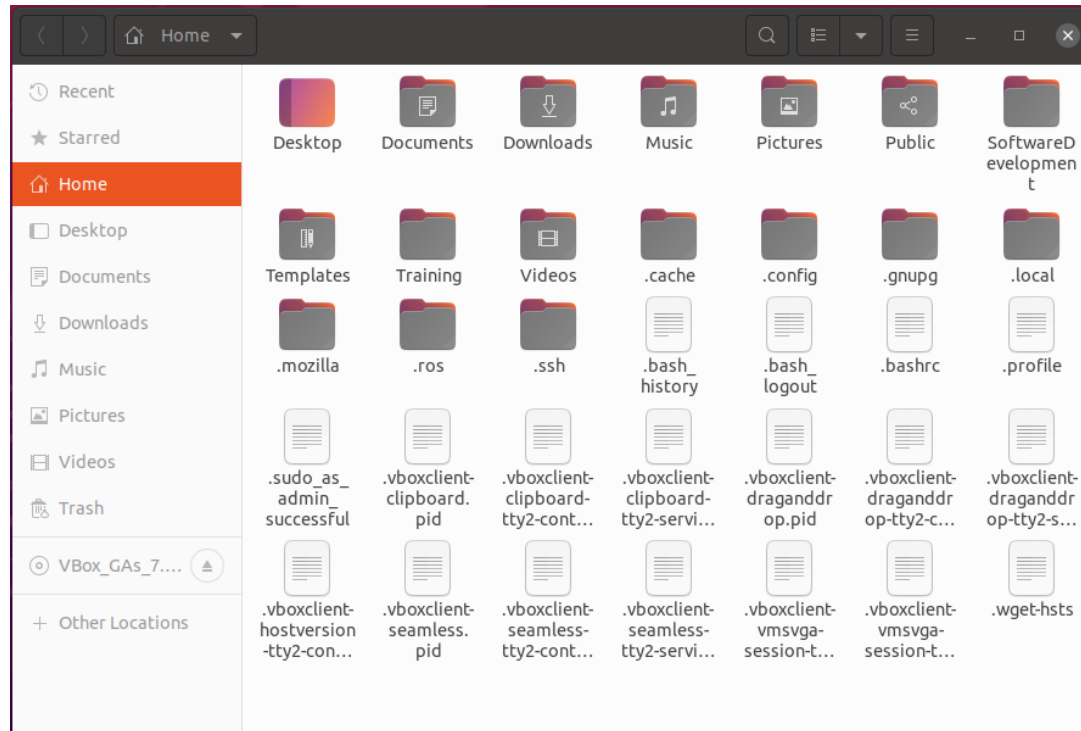 Home
Recent
Starred
Home
Desktop
Documents
Downloads
Music
Pictures
Videos
Trash
VBox_GAs_7....
Other Locations
Desktop
Documents
Downloads
Music
Pictures
Public
SoftwareD
evelopmen
t
Templates
Training
Videos
.cache
.config
.gnupg
.local
.mozilla
.ros
.ssh
.bash_
history
.bash_
logout
.bashrc
.profile
.sudo_as_
admin_
successful
.vboxclient-
clipboard.
pid
.vboxclient-
clipboard-
tty2-cont...
.vboxclient-
clipboard-
tty2-servi...
.vboxclient-
draganddr
op.pid
.vboxclient-
draganddr
op-tty2-c...
.vboxclient-
draganddr
op-tty2-s...
.vboxclient-
hostversion
-tty2-con...
.vboxclient-
seamless.
pid
.vboxclient-
seamless-
tty2-cont...
.vboxclient-
seamless-
tty2-servi...
.vboxclient-
vmsvga-
session-t...
.vboxclient-
vmsvga-
session-t...
.wget-hsts